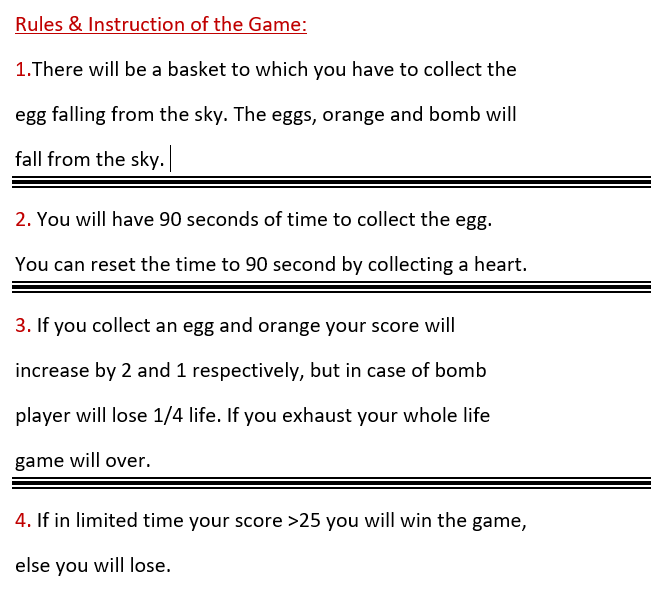 Rules & Instruction of the Game:
1.There will be a basket to which you have to collect the
egg falling from the sky. The eggs, orange and bomb will
fall from the sky.
2. You will have 90 seconds of time to collect the egg.
You can reset the time to 90 second by collecting a heart.
3. If you collect an egg and orange your score will
increase by 2 and 1 respectively, but in case of bomb
player will lose 1/4 life. If you exhaust your whole life
game will over.
4. If in limited time your score >25 you will win the game,
else you will lose.